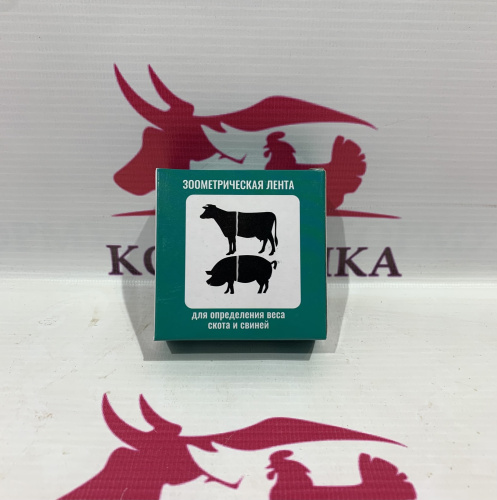 ЗООМЕТРИЧЕСКАЯ ЛЕНТА
для определения веса
скота и свиней